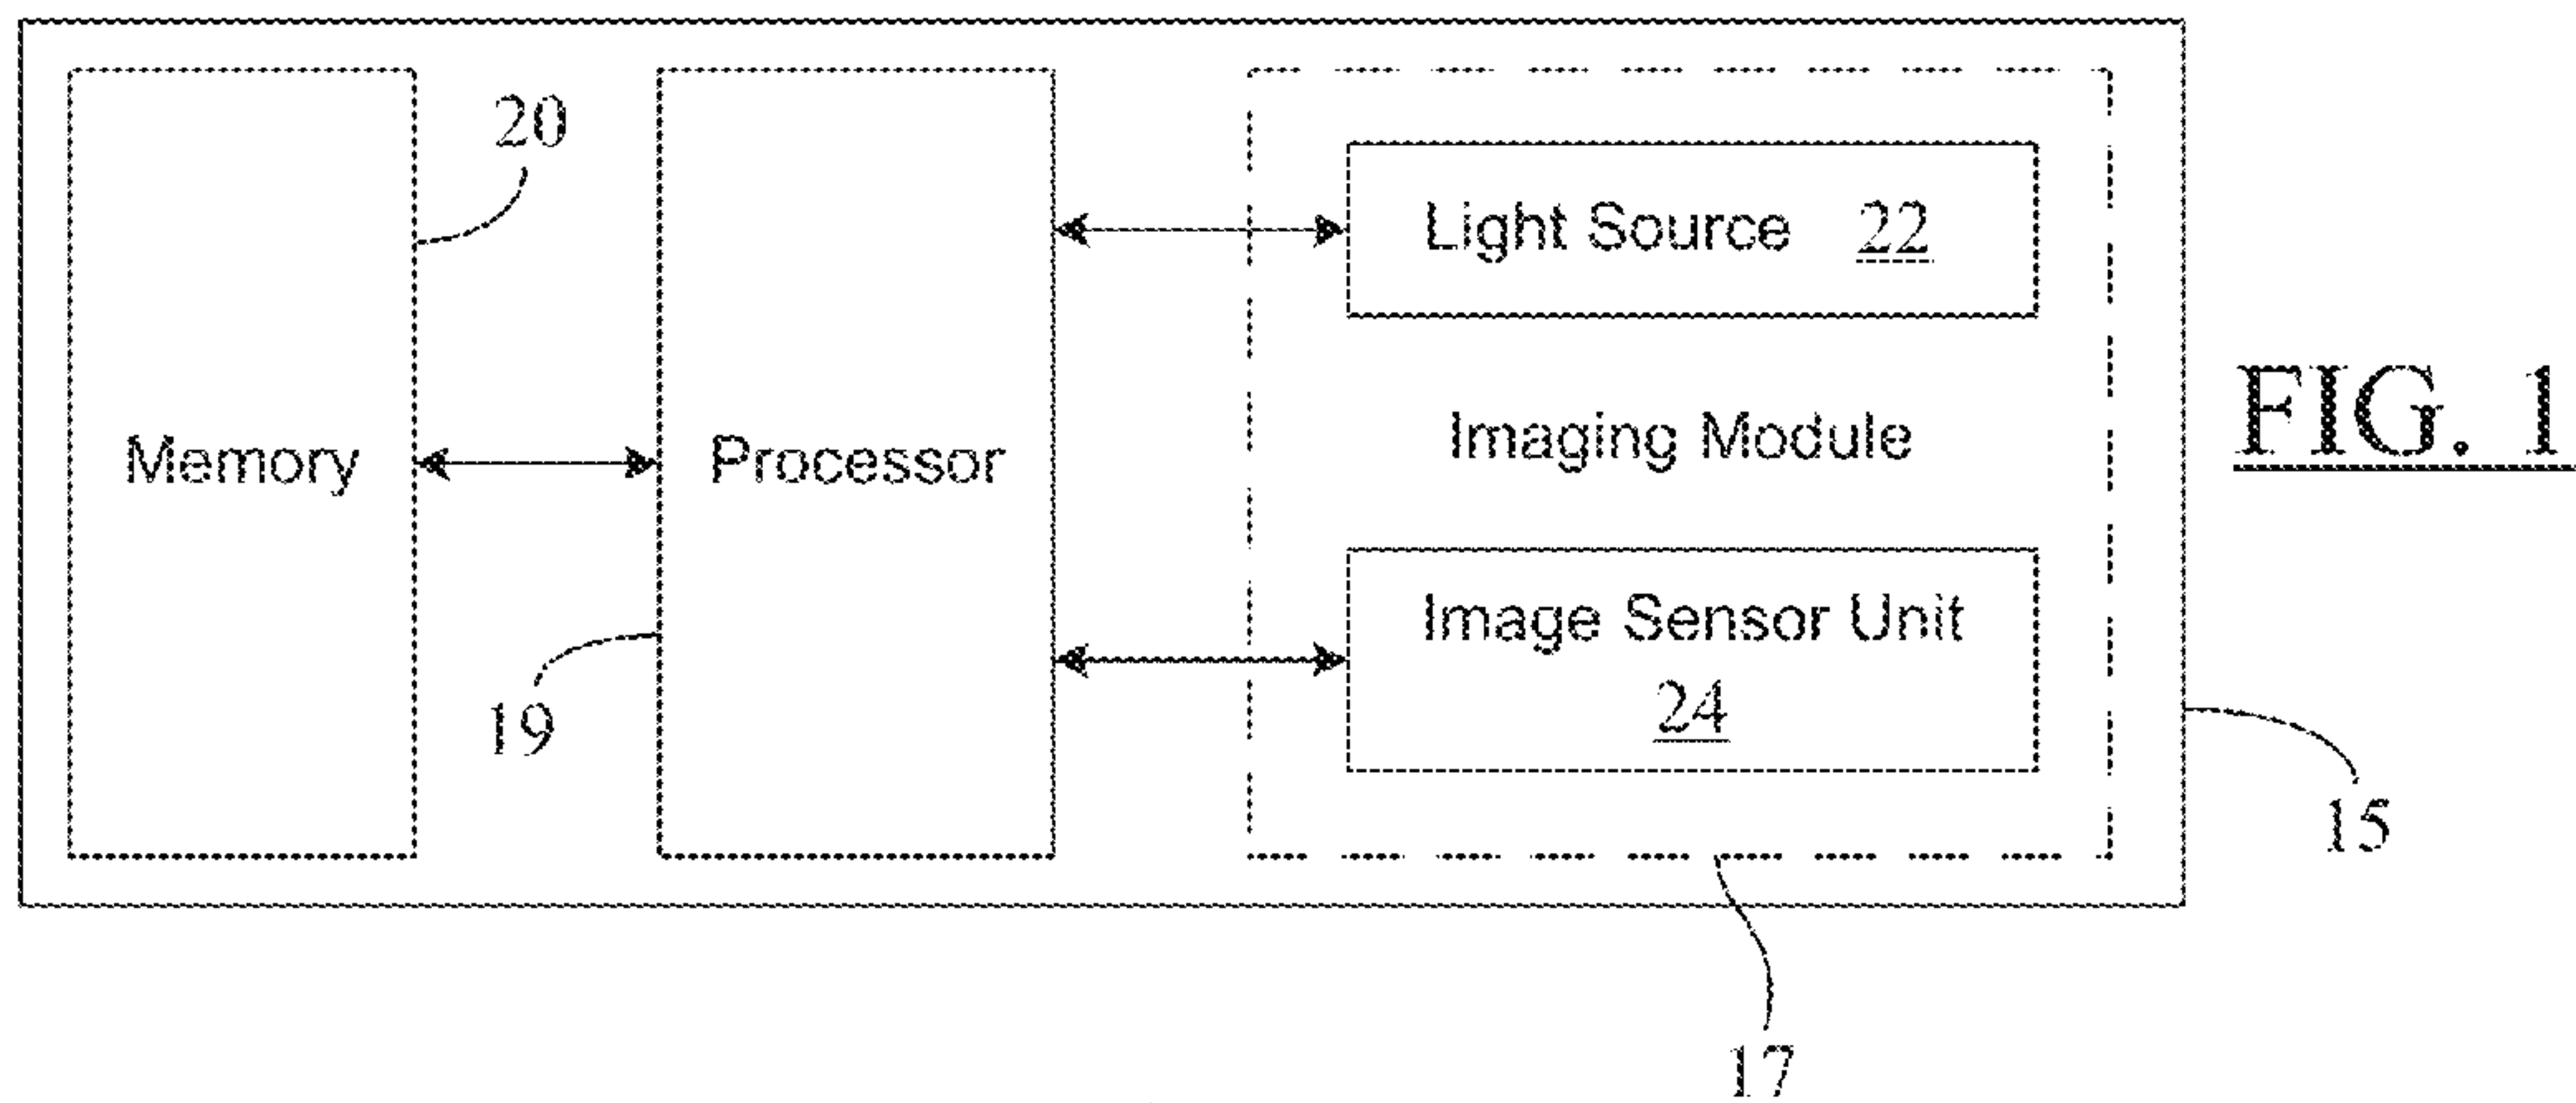 20
Light Source 22
Imaging Module
FIG. 1
Memory
Processor
Image Sensor Unit
24
19
15
17